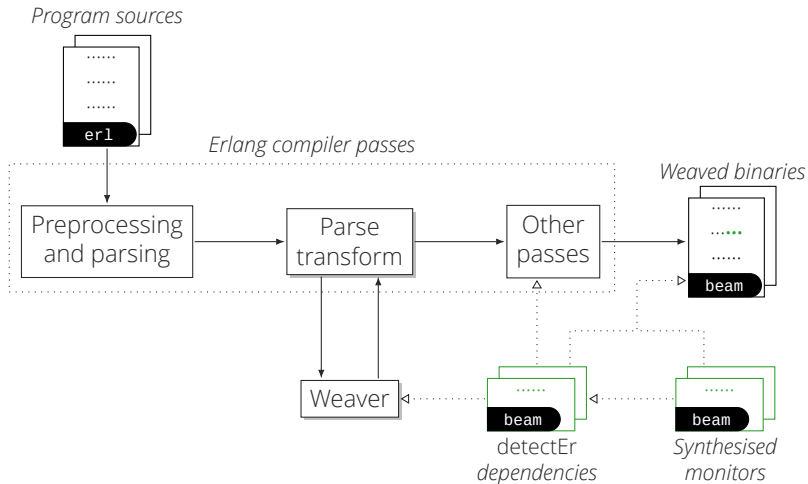 Program sources
erl
Erlang compiler passes
Weaved binaries
Preprocessing
and parsing
Parse
transform
Other
passes
beam
Weaver
beam
beam
detectEr
dependencies
Synthesised
monitors